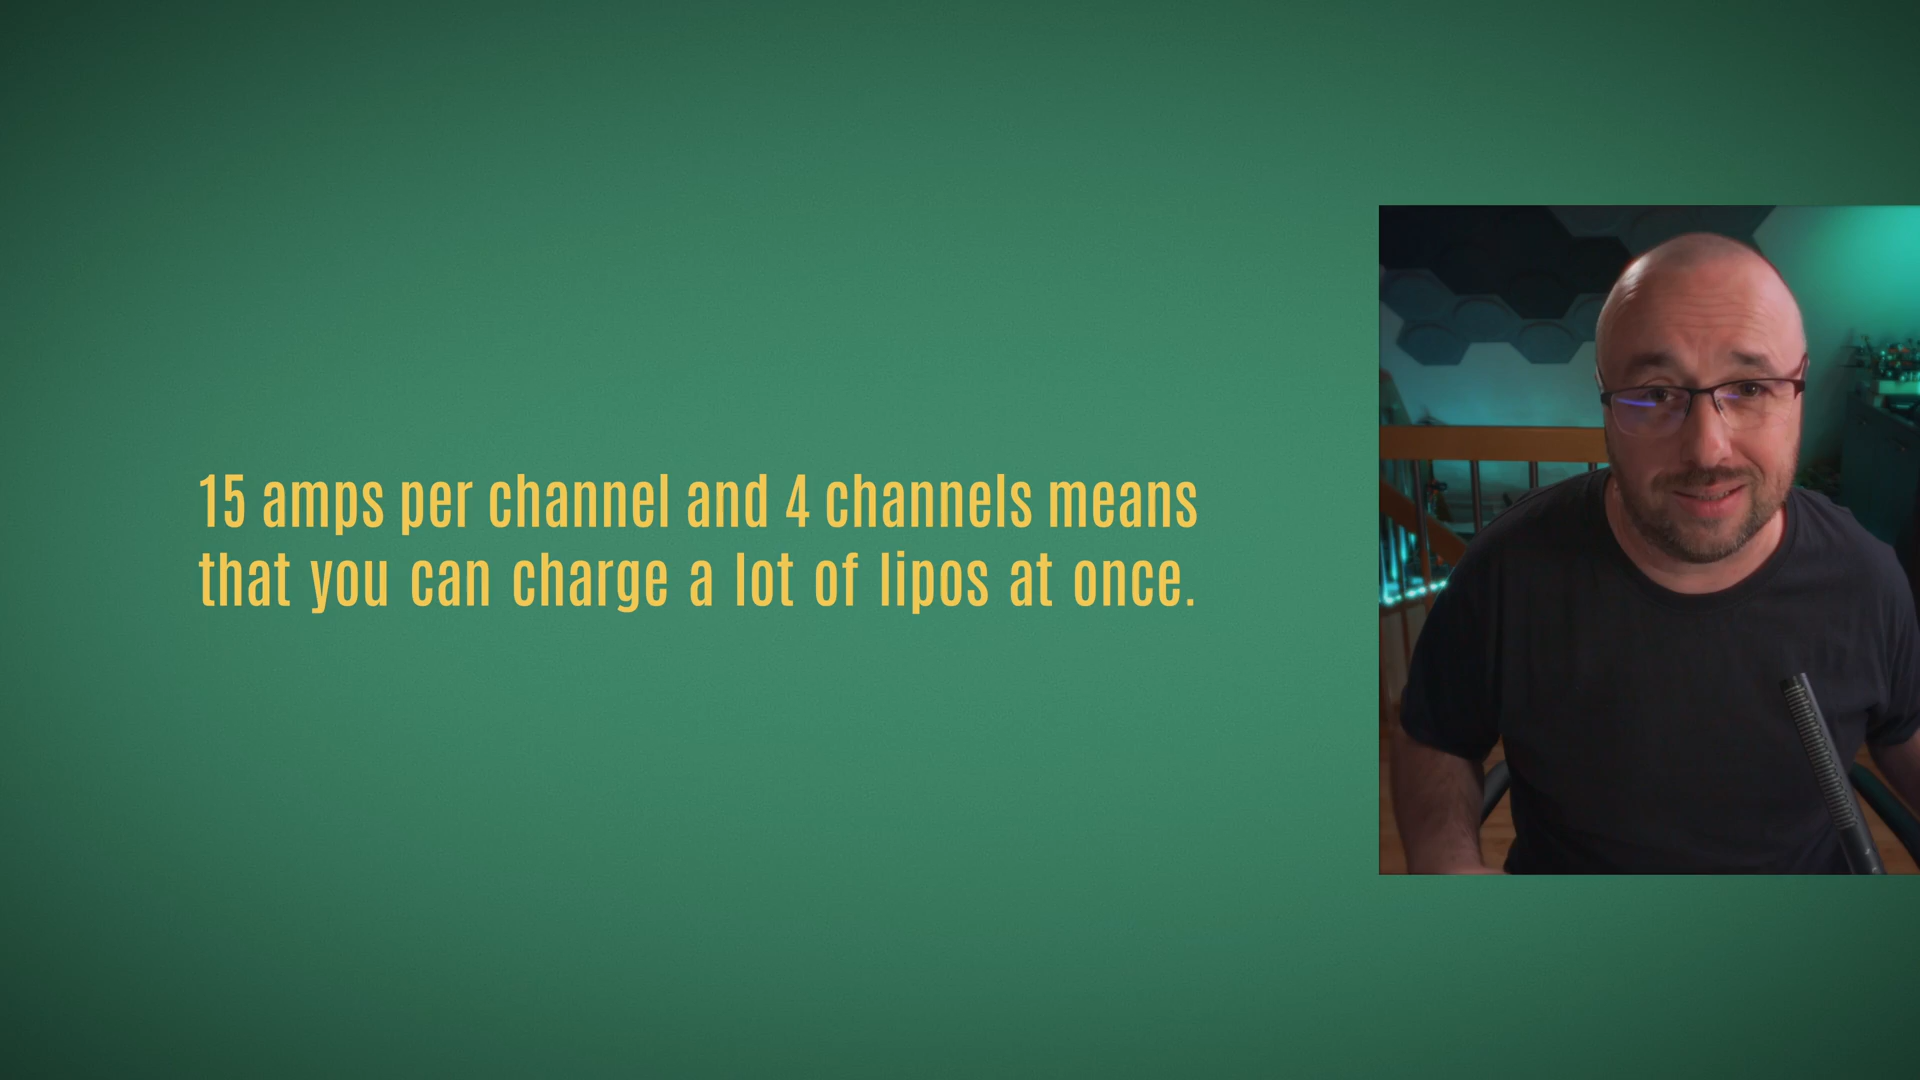 15 amps per channel and 4 channels means
that you can charge a lot of lipos at once.